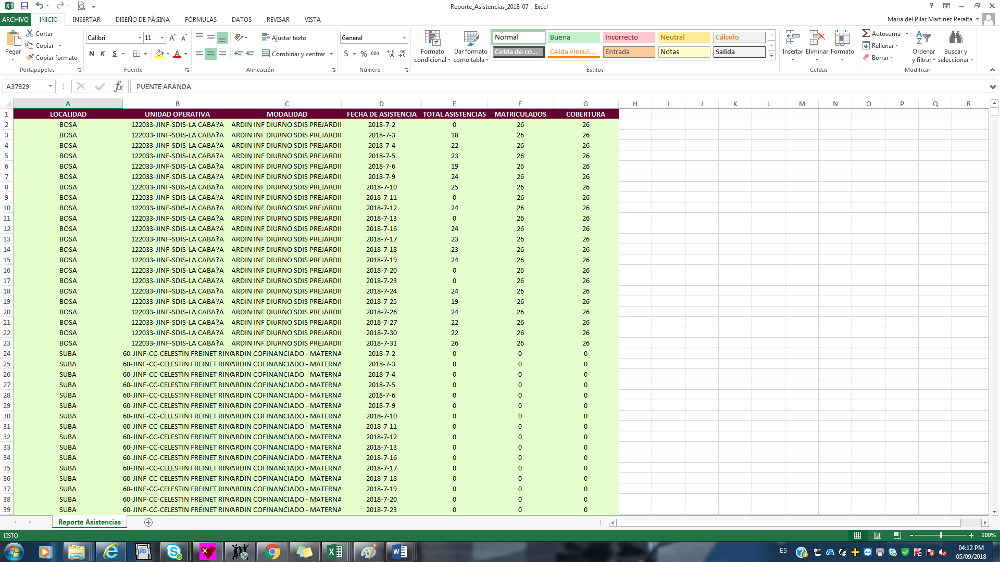 Reporte_Asistencias_2018-07 - Excel
ARCHIVO INICIO INSERTAR DISEÑO DE PÁGINA FÓRMULAS DATOS REVISAR VISTA
Maria del Pilar Martinez Peralta
Pegar Cortar Copiar Copiar formato
Portapapeles
Calibri 11
N K S
Fuente
Ajustar texto
Combinar y centrar
Alineación
General
$ % 000
Número
Formato condicional
Dar formato como tabla
Normal Buena Incorrecto Neutral Cálculo
Celda de co... Celda vincul... Entrada Notas Salida
Estilos
Insertar Eliminar Formato
Celdas
Autosuma Rellenar Borrar
Ordenar y filtrar
Buscar y seleccionar
Modificar
A37929 fx PUENTE ARANDA
A B C D E F G H I J K L M N O P Q R
1 LOCALIDAD UNIDAD OPERATIVA MODALIDAD FECHA DE ASISTENCIA TOTAL ASISTENCIAS MATRICULADOS COBERTURA
2 BOSA 122033-JINF-SDIS-LA CABA?A ARDIN INF DIURNO SDIS PREJARDI 2018-7-2 0 26 26
3 BOSA 122033-JINF-SDIS-LA CABA?A ARDIN INF DIURNO SDIS PREJARDI 2018-7-3 18 26 26
4 BOSA 122033-JINF-SDIS-LA CABA?A ARDIN INF DIURNO SDIS PREJARDI 2018-7-4 22 26 26
5 BOSA 122033-JINF-SDIS-LA CABA?A ARDIN INF DIURNO SDIS PREJARDI 2018-7-5 23 26 26
6 BOSA 122033-JINF-SDIS-LA CABA?A ARDIN INF DIURNO SDIS PREJARDI 2018-7-6 19 26 26
7 BOSA 122033-JINF-SDIS-LA CABA?A ARDIN INF DIURNO SDIS PREJARDI 2018-7-9 24 26 26
8 BOSA 122033-JINF-SDIS-LA CABA?A ARDIN INF DIURNO SDIS PREJARDI 2018-7-10 25 26 26
9 BOSA 122033-JINF-SDIS-LA CABA?A ARDIN INF DIURNO SDIS PREJARDI 2018-7-11 0 26 26
10 BOSA 122033-JINF-SDIS-LA CABA?A ARDIN INF DIURNO SDIS PREJARDI 2018-7-12 24 26 26
11 BOSA 122033-JINF-SDIS-LA CABA?A ARDIN INF DIURNO SDIS PREJARDI 2018-7-13 0 26 26
12 BOSA 122033-JINF-SDIS-LA CABA?A ARDIN INF DIURNO SDIS PREJARDI 2018-7-16 24 26 26
13 BOSA 122033-JINF-SDIS-LA CABA?A ARDIN INF DIURNO SDIS PREJARDI 2018-7-17 23 26 26
14 BOSA 122033-JINF-SDIS-LA CABA?A ARDIN INF DIURNO SDIS PREJARDI 2018-7-18 23 26 26
15 BOSA 122033-JINF-SDIS-LA CABA?A ARDIN INF DIURNO SDIS PREJARDI 2018-7-19 24 26 26
16 BOSA 122033-JINF-SDIS-LA CABA?A ARDIN INF DIURNO SDIS PREJARDI 2018-7-20 0 26 26
17 BOSA 122033-JINF-SDIS-LA CABA?A ARDIN INF DIURNO SDIS PREJARDI 2018-7-23 0 26 26
18 BOSA 122033-JINF-SDIS-LA CABA?A ARDIN INF DIURNO SDIS PREJARDI 2018-7-24 24 26 26
19 BOSA 122033-JINF-SDIS-LA CABA?A ARDIN INF DIURNO SDIS PREJARDI 2018-7-25 19 26 26
20 BOSA 122033-JINF-SDIS-LA CABA?A ARDIN INF DIURNO SDIS PREJARDI 2018-7-26 24 26 26
21 BOSA 122033-JINF-SDIS-LA CABA?A ARDIN INF DIURNO SDIS PREJARDI 2018-7-27 22 26 26
22 BOSA 122033-JINF-SDIS-LA CABA?A ARDIN INF DIURNO SDIS PREJARDI 2018-7-30 22 26 26
23 BOSA 122033-JINF-SDIS-LA CABA?A ARDIN INF DIURNO SDIS PREJARDI 2018-7-31 26 26 26
24 SUBA 60-JINF-CC-CELESTIN FREINET RIN ARDIN COFINANCIADO - MATERNA 2018-7-2 0 0 0
25 SUBA 60-JINF-CC-CELESTIN FREINET RIN ARDIN COFINANCIADO - MATERNA 2018-7-3 0 0 0
26 SUBA 60-JINF-CC-CELESTIN FREINET RIN ARDIN COFINANCIADO - MATERNA 2018-7-4 0 0 0
27 SUBA 60-JINF-CC-CELESTIN FREINET RIN ARDIN COFINANCIADO - MATERNA 2018-7-5 0 0 0
28 SUBA 60-JINF-CC-CELESTIN FREINET RIN ARDIN COFINANCIADO - MATERNA 2018-7-6 0 0 0
29 SUBA 60-JINF-CC-CELESTIN FREINET RIN ARDIN COFINANCIADO - MATERNA 2018-7-9 0 0 0
30 SUBA 60-JINF-CC-CELESTIN FREINET RIN ARDIN COFINANCIADO - MATERNA 2018-7-10 0 0 0
31 SUBA 60-JINF-CC-CELESTIN FREINET RIN ARDIN COFINANCIADO - MATERNA 2018-7-11 0 0 0
32 SUBA 60-JINF-CC-CELESTIN FREINET RIN ARDIN COFINANCIADO - MATERNA 2018-7-12 0 0 0
33 SUBA 60-JINF-CC-CELESTIN FREINET RIN ARDIN COFINANCIADO - MATERNA 2018-7-13 0 0 0
34 SUBA 60-JINF-CC-CELESTIN FREINET RIN ARDIN COFINANCIADO - MATERNA 2018-7-16 0 0 0
35 SUBA 60-JINF-CC-CELESTIN FREINET RIN ARDIN COFINANCIADO - MATERNA 2018-7-17 0 0 0
36 SUBA 60-JINF-CC-CELESTIN FREINET RIN ARDIN COFINANCIADO - MATERNA 2018-7-18 0 0 0
37 SUBA 60-JINF-CC-CELESTIN FREINET RIN ARDIN COFINANCIADO - MATERNA 2018-7-19 0 0 0
38 SUBA 60-JINF-CC-CELESTIN FREINET RIN ARDIN COFINANCIADO - MATERNA 2018-7-20 0 0 0
39 SUBA 60-JINF-CC-CELESTIN FREINET RIN ARDIN COFINANCIADO - MATERNA 2018-7-23 0 0 0
Reporte Asistencias
LISTO 100%
ES 04:12 PM
05/09/2018